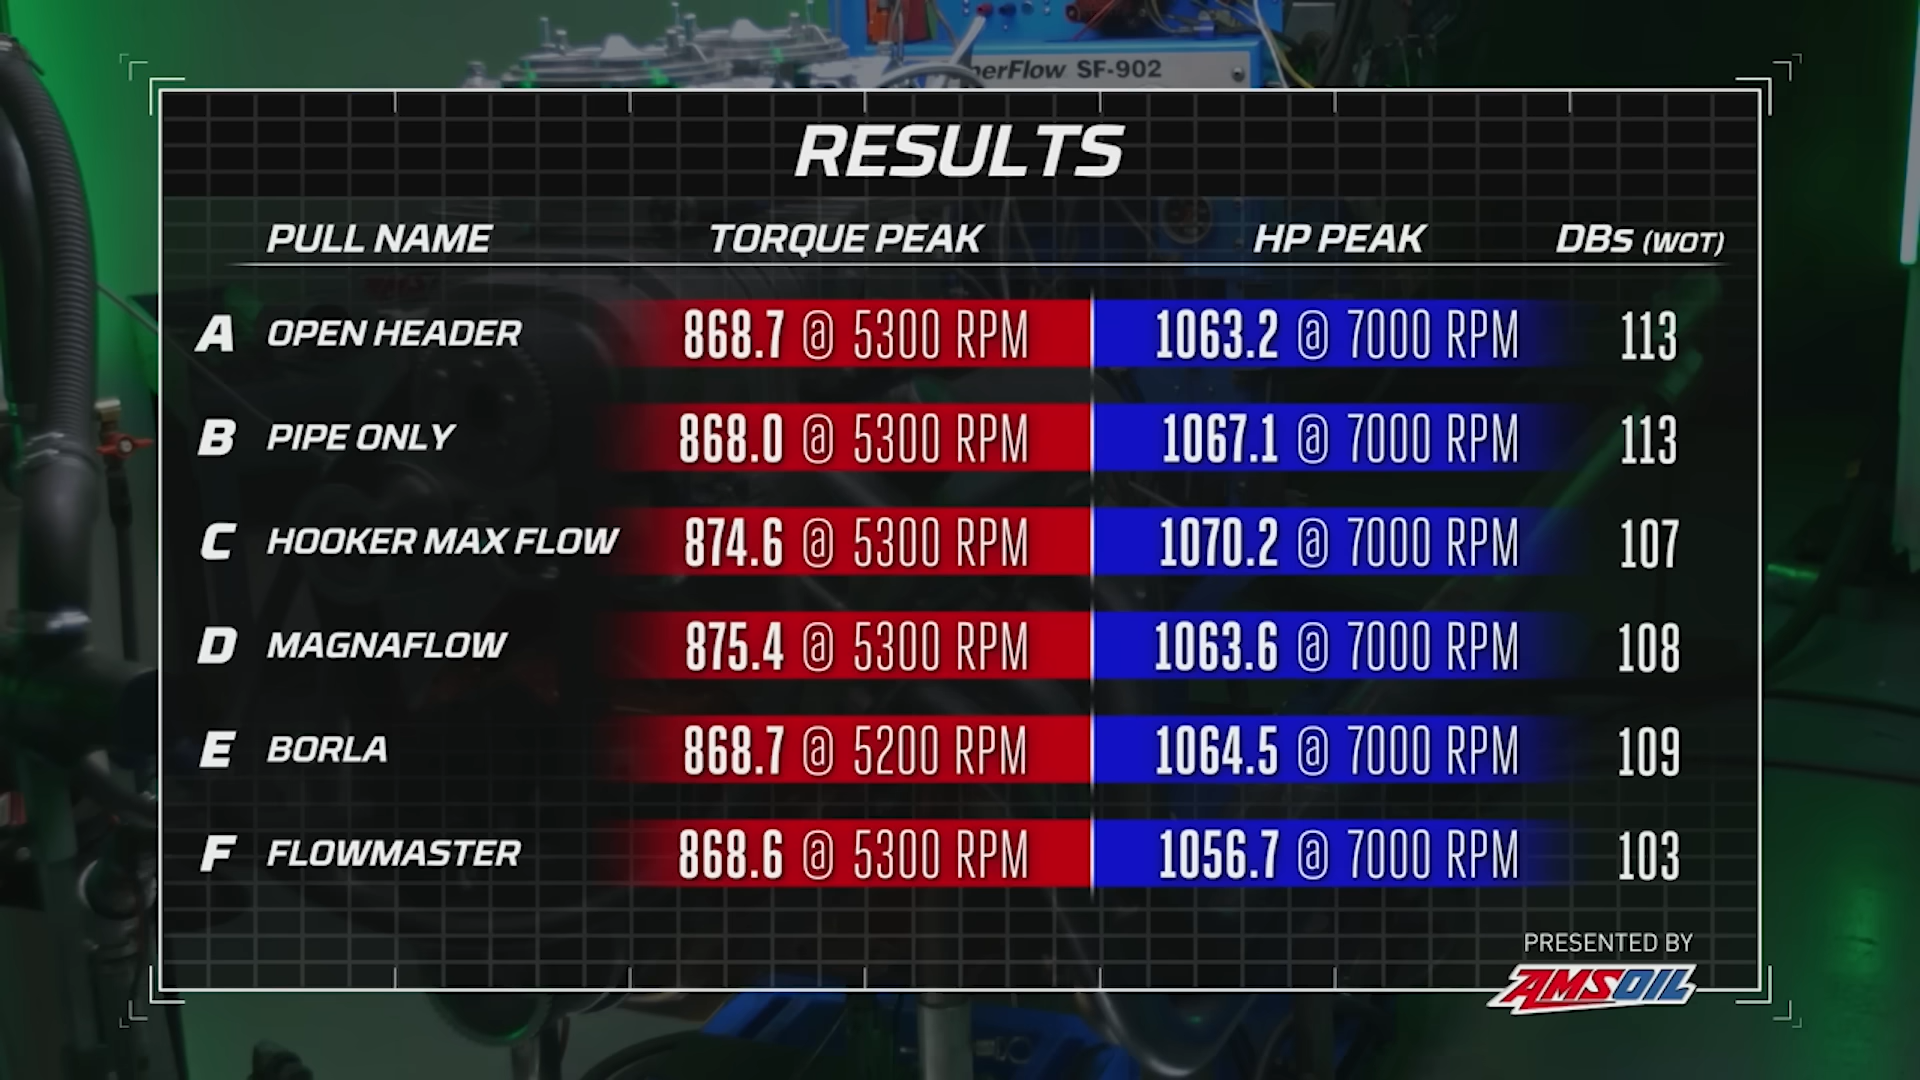 SF-902
RESULTS
PULL NAME TORQUE PEAK HP PEAK DBs (WOT)
A OPEN HEADER 868.7 @ 5300 RPM 1063.2 @ 7000 RPM 113
B PIPE ONLY 868.0 @ 5300 RPM 1067.1 @ 7000 RPM 113
C HOOKER MAX FLOW 874.6 @ 5300 RPM 1070.2 @ 7000 RPM 107
D MAGNAFLOW 875.4 @ 5300 RPM 1063.6 @ 7000 RPM 108
E BORLA 868.7 @ 5200 RPM 1064.5 @ 7000 RPM 109
F FLOWMASTER 868.6 @ 5300 RPM 1056.7 @ 7000 RPM 103
PRESENTED BY
AMSOIL